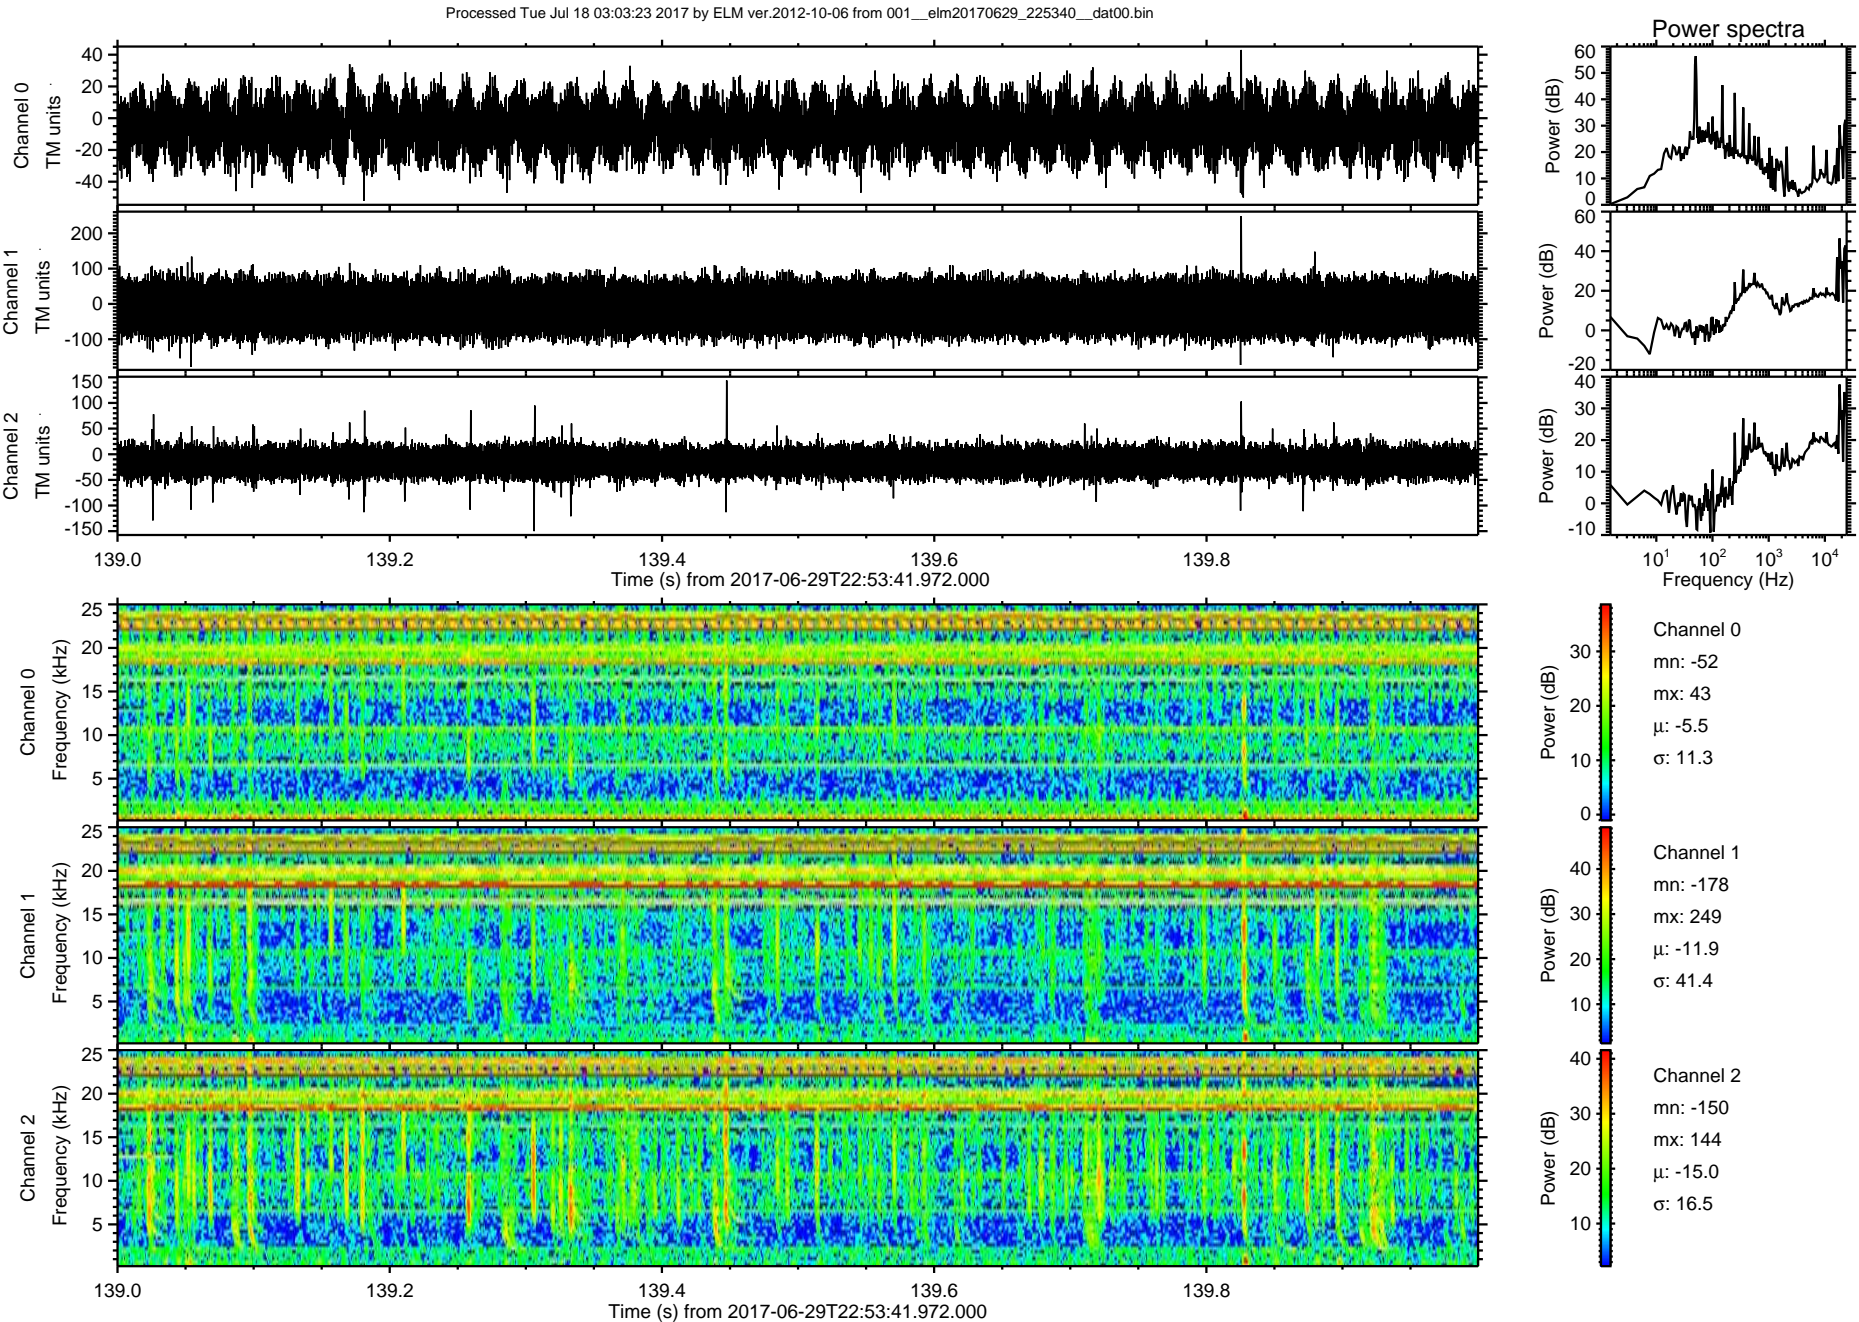 Processed Tue Jul 18 03:03:23 2017 by ELM ver.2012-10-06 from 001__elm20170629_225340__dat00.bin
Power spectra
Channel 0
TM units
40
20
0
-20
-40
Power (dB)
60
50
40
30
20
10
0
Channel 1
TM units
200
100
0
-100
Power (dB)
60
40
20
0
-20
Channel 2
TM units
150
100
50
0
-50
-100
-150
Power (dB)
40
30
20
10
0
-10
139.0 139.2 139.4 139.6 139.8
Time (s) from 2017-06-29T22:53:41.972.000
10^1 10^2 10^3 10^4
Frequency (Hz)
Channel 0
Frequency (kHz)
25
20
15
10
5
Power (dB)
30
20
10
0
Channel 0
mn: -52
mx: 43
μ: -5.5
σ: 11.3
Channel 1
Frequency (kHz)
25
20
15
10
5
Power (dB)
40
30
20
10
Channel 1
mn: -178
mx: 249
μ: -11.9
σ: 41.4
Channel 2
Frequency (kHz)
25
20
15
10
5
Power (dB)
40
30
20
10
Channel 2
mn: -150
mx: 144
μ: -15.0
σ: 16.5
139.0 139.2 139.4 139.6 139.8
Time (s) from 2017-06-29T22:53:41.972.000